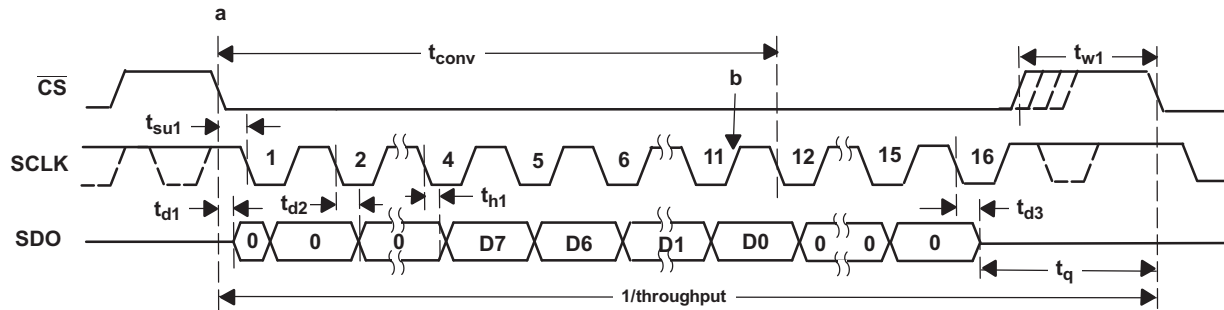 a
t_conv
t_w1
C̅S̅
b
t_su1
SCLK
1 2 4 5 6 11 12 15 16
t_d1
t_d2
t_h1
t_d3
SDO
0 0 0 D7 D6 D1 D0 0 0 0
t_q
1/throughput